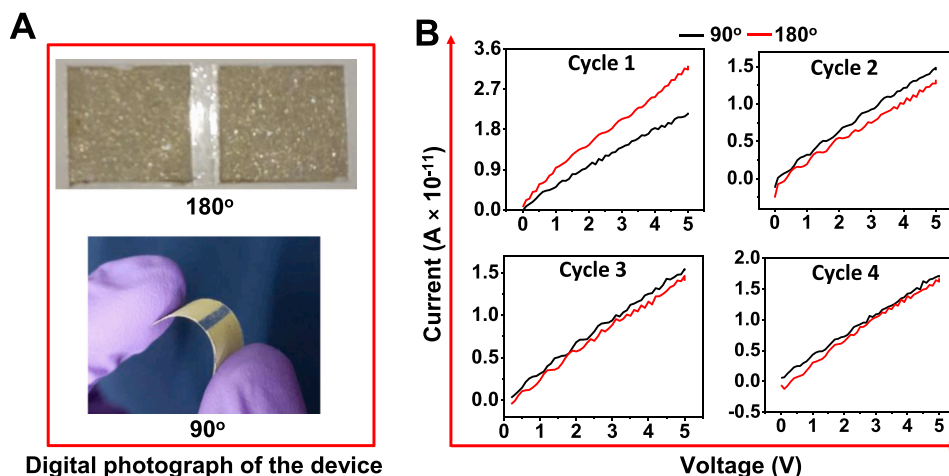 A
180°
90°
Digital photograph of the device
B
90° 180°
Current (A × 10⁻¹¹)
Cycle 1
3.6
2.7
1.8
0.9
0.0
0 1 2 3 4 5
Cycle 2
1.5
1.0
0.5
0.0
0 1 2 3 4 5
Cycle 3
1.5
1.0
0.5
0.0
0 1 2 3 4 5
Cycle 4
2.0
1.5
1.0
0.5
0.0
-0.5
0 1 2 3 4 5
Voltage (V)